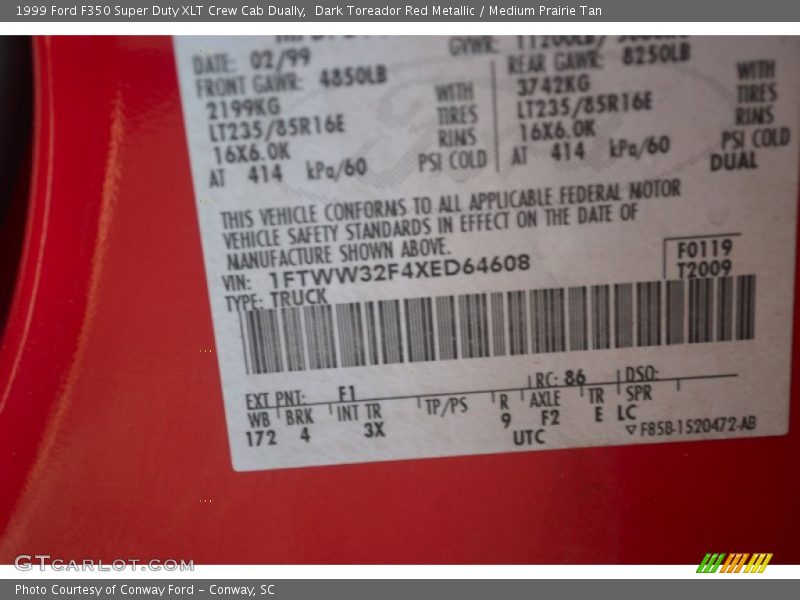 1999 Ford F350 Super Duty XLT Crew Cab Dually, Dark Toreador Red Metallic / Medium Prairie Tan
DATE: 02/99 GVWR:
FRONT GAWR: 4850LB REAR GAWR: 8250LB
2199KG WITH 3742KG WITH
LT235/85R16E TIRES LT235/85R16E TIRES
16X6.0K RINS 16X6.0K RINS
AT 414 kPa/60 PSI COLD AT 414 kPa/60 PSI COLD
DUAL
THIS VEHICLE CONFORMS TO ALL APPLICABLE FEDERAL MOTOR
VEHICLE SAFETY STANDARDS IN EFFECT ON THE DATE OF
MANUFACTURE SHOWN ABOVE.
VIN: 1FTWW32F4XED64608 F0119
TYPE: TRUCK T2009
EXT PNT: F1 RC: 86 DSO:
WB BRK INT TR TP/PS R AXLE TR SPR
172 4 3X 9 F2 E LC
UTC F85B-1520472-AB
GTcarlot.com
Photo Courtesy of Conway Ford - Conway, SC